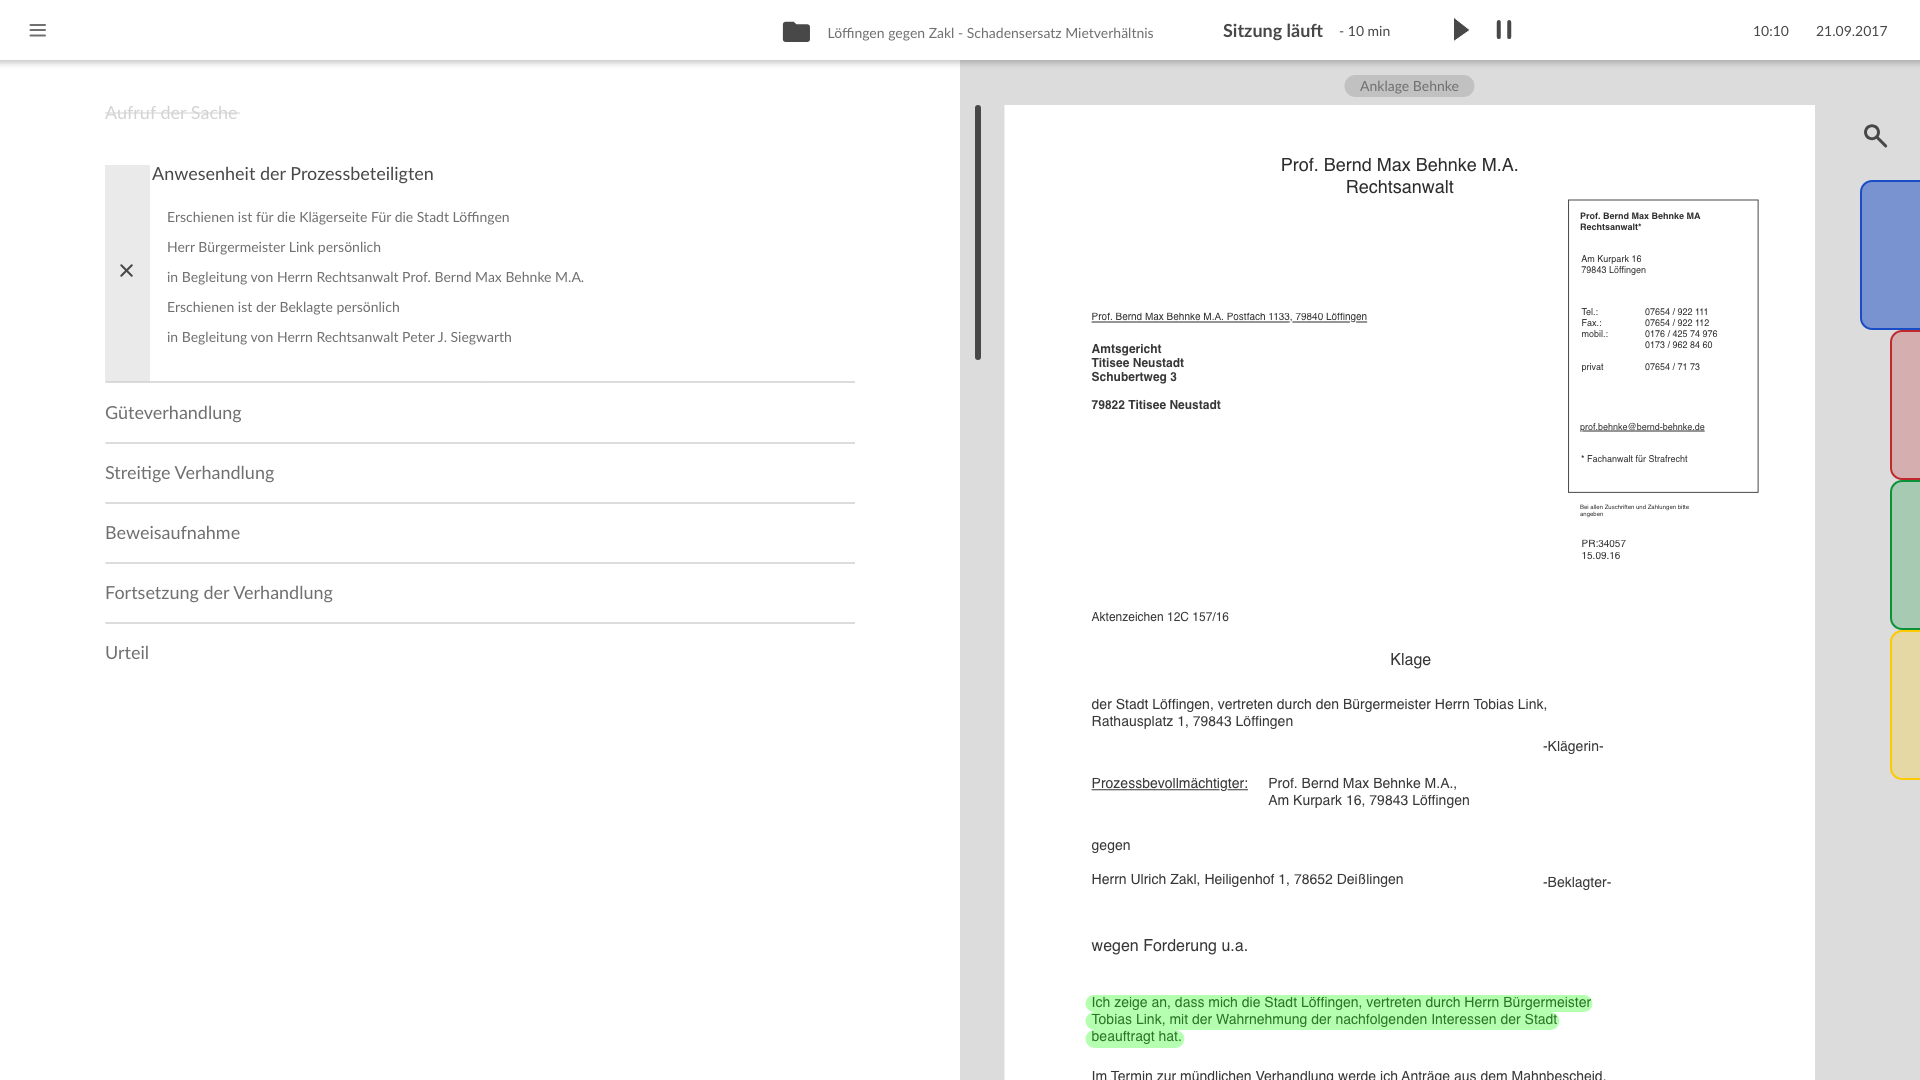 Löffingen gegen Zakl - Schadensersatz Mietverhältnis
Sitzung läuft - 10 min
10:10 21.09.2017
Aufruf der Sache
Anwesenheit der Prozessbeteiligten
Erschienen ist für die Klägerseite Für die Stadt Löffingen
Herr Bürgermeister Link persönlich
in Begleitung von Herrn Rechtsanwalt Prof. Bernd Max Behnke M.A.
Erschienen ist der Beklagte persönlich
in Begleitung von Herrn Rechtsanwalt Peter J. Siegwarth
Güteverhandlung
Streitige Verhandlung
Beweisaufnahme
Fortsetzung der Verhandlung
Urteil
Anklage Behnke
Prof. Bernd Max Behnke M.A.
Rechtsanwalt
Prof. Bernd Max Behnke MA
Rechtsanwalt*
Am Kurpark 16
79843 Löffingen
Tel.: 07654 / 922 111
Fax.: 07654 / 922 112
mobil.: 0176 / 425 74 976
0173 / 962 84 60
privat 07654 / 71 73
prof.behnke@bernd-behnke.de
* Fachanwalt für Strafrecht
Bei allen Zuschriften und Zahlungen bitte
angeben
PR:34057
15.09.16
Prof. Bernd Max Behnke M.A. Postfach 1133, 79840 Löffingen
Amtsgericht
Titisee Neustadt
Schubertweg 3
79822 Titisee Neustadt
Aktenzeichen 12C 157/16
Klage
der Stadt Löffingen, vertreten durch den Bürgermeister Herrn Tobias Link,
Rathausplatz 1, 79843 Löffingen
-Klägerin-
Prozessbevollmächtigter: Prof. Bernd Max Behnke M.A.,
Am Kurpark 16, 79843 Löffingen
gegen
Herrn Ulrich Zakl, Heiligenhof 1, 78652 Deißlingen
-Beklagter-
wegen Forderung u.a.
Ich zeige an, dass mich die Stadt Löffingen, vertreten durch Herrn Bürgermeister
Tobias Link, mit der Wahrnehmung der nachfolgenden Interessen der Stadt
beauftragt hat.
Im Termin zur mündlichen Verhandlung werde ich Anträge aus dem Mahnbescheid,